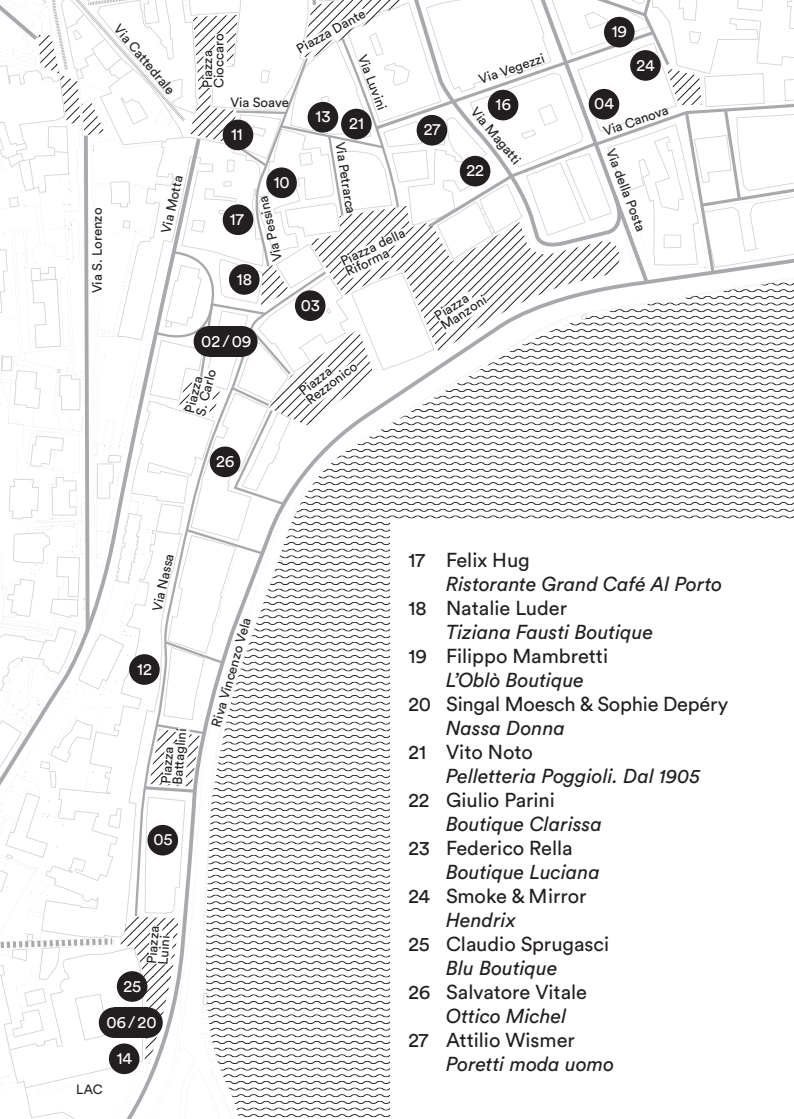 19
Piazza Dante
Via Cattedrale
Piazza
Cioccaro
Via Luvini
Via Vegezzi
24
Via Soave
13
21
16
04
11
27
Via Magatti
Via Canova
10
Via Petrarca
22
Via della Posta
Via Motta
17
Via Pessina
Via S. Lorenzo
Piazza della
Riforma
18
03
Piazza
Manzoni
02/09
Piazza
S. Carlo
Piazza
Rezzonico
26
Via Nassa
12
Riva Vincenzo Vela
Piazza
Battaglini
05
Piazza
Luini
25
06/20
14
LAC
17 Felix Hug
Ristorante Grand Café Al Porto
18 Natalie Luder
Tiziana Fausti Boutique
19 Filippo Mambretti
L’Oblò Boutique
20 Singal Moesch & Sophie Depéry
Nassa Donna
21 Vito Noto
Pelletteria Poggioli. Dal 1905
22 Giulio Parini
Boutique Clarissa
23 Federico Rella
Boutique Luciana
24 Smoke & Mirror
Hendrix
25 Claudio Sprugasci
Blu Boutique
26 Salvatore Vitale
Ottico Michel
27 Attilio Wismer
Poretti moda uomo